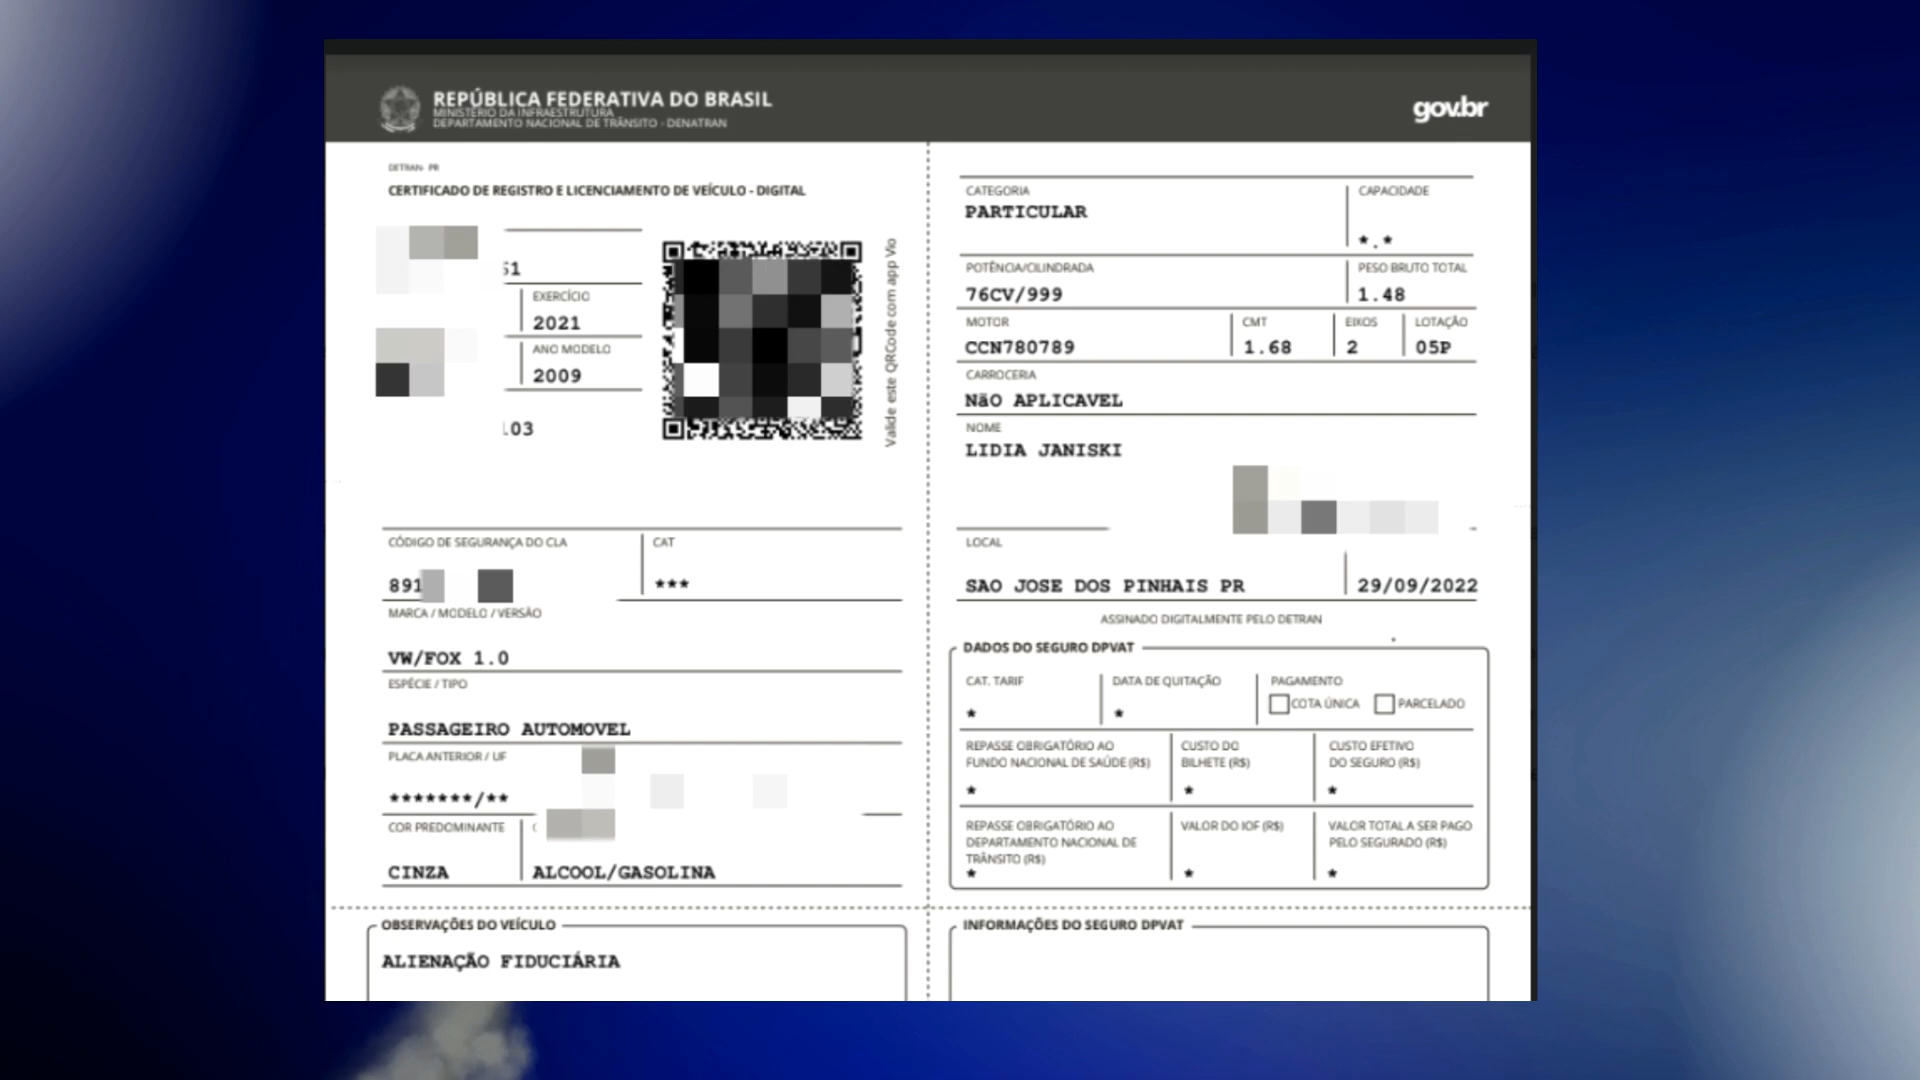 REPÚBLICA FEDERATIVA DO BRASIL
MINISTÉRIO DA INFRAESTRUTURA
DEPARTAMENTO NACIONAL DE TRÂNSITO - DENATRAN
gov.br
DETRAN- PR
CERTIFICADO DE REGISTRO E LICENCIAMENTO DE VEÍCULO - DIGITAL
51
EXERCÍCIO
2021
ANO MODELO
2009
103
Valide este QRCode com app Vio
CÓDIGO DE SEGURANÇA DO CLA
CAT
891
***
MARCA / MODELO / VERSÃO
VW/FOX 1.0
ESPÉCIE / TIPO
PASSAGEIRO AUTOMOVEL
PLACA ANTERIOR / UF
*******/**
COR PREDOMINANTE
CINZA
ALCOOL/GASOLINA
OBSERVAÇÕES DO VEÍCULO
ALIENAÇÃO FIDUCIÁRIA
CATEGORIA
CAPACIDADE
PARTICULAR
*.*
POTÊNCIA/CILINDRADA
PESO BRUTO TOTAL
76CV/999
1.48
MOTOR
CMT
EIXOS
LOTAÇÃO
CCN780789
1.68
2
05P
CARROCERIA
NãO APLICAVEL
NOME
LIDIA JANISKI
LOCAL
SAO JOSE DOS PINHAIS PR
29/09/2022
ASSINADO DIGITALMENTE PELO DETRAN
DADOS DO SEGURO DPVAT
CAT. TARIF
DATA DE QUITAÇÃO
PAGAMENTO
*
*
COTA ÚNICA
PARCELADO
REPASSE OBRIGATÓRIO AO
FUNDO NACIONAL DE SAÚDE (R$)
CUSTO DO
BILHETE (R$)
CUSTO EFETIVO
DO SEGURO (R$)
*
*
*
REPASSE OBRIGATÓRIO AO
DEPARTAMENTO NACIONAL DE
TRÂNSITO (R$)
VALOR DO IOF (R$)
VALOR TOTAL A SER PAGO
PELO SEGURADO (R$)
*
*
*
INFORMAÇÕES DO SEGURO DPVAT